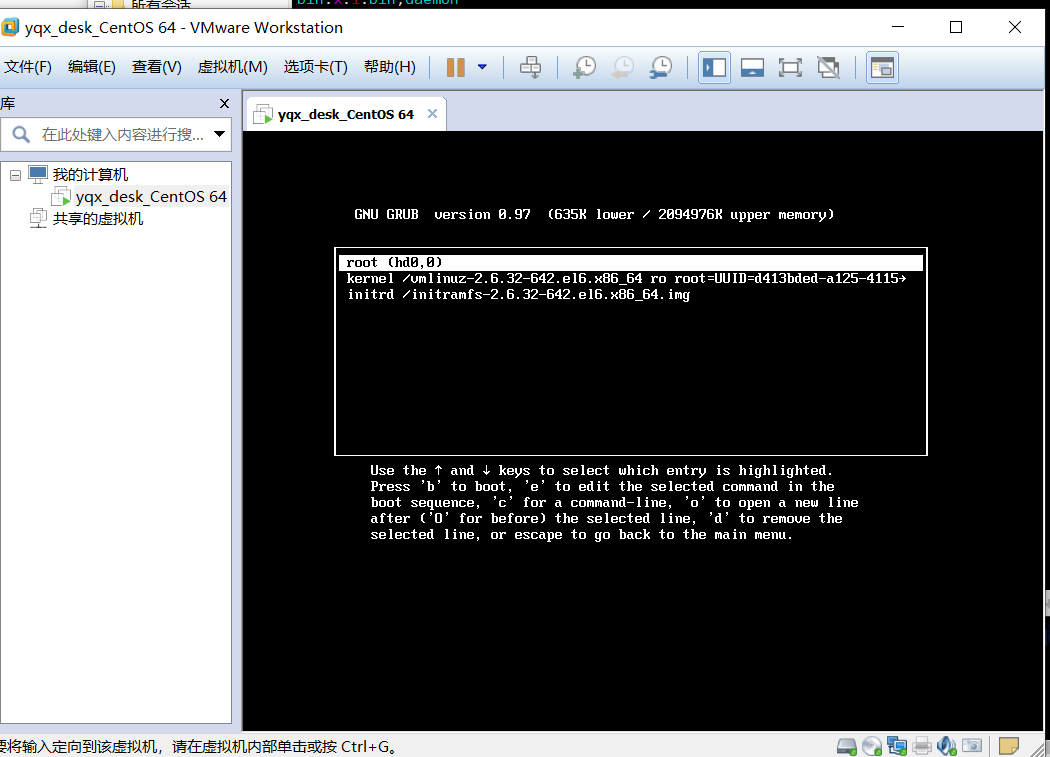 所有会话
bin:x:1:bin,daemon
yqx_desk_CentOS 64 - VMware Workstation
文件(F) 编辑(E) 查看(V) 虚拟机(M) 选项卡(T) 帮助(H)
库
yqx_desk_CentOS 64
在此处键入内容进行搜...
我的计算机
yqx_desk_CentOS 64
共享的虚拟机
GNU GRUB version 0.97 (635K lower / 2094976K upper memory)
root (hd0,0)
kernel /vmlinuz-2.6.32-642.el6.x86_64 ro root=UUID=d413bded-a125-4115→
initrd /initramfs-2.6.32-642.el6.x86_64.img
Use the ↑ and ↓ keys to select which entry is highlighted.
Press 'b' to boot, 'e' to edit the selected command in the
boot sequence, 'c' for a command-line, 'o' to open a new line
after ('O' for before) the selected line, 'd' to remove the
selected line, or escape to go back to the main menu.
要将输入定向到该虚拟机，请在虚拟机内部单击或按 Ctrl+G。